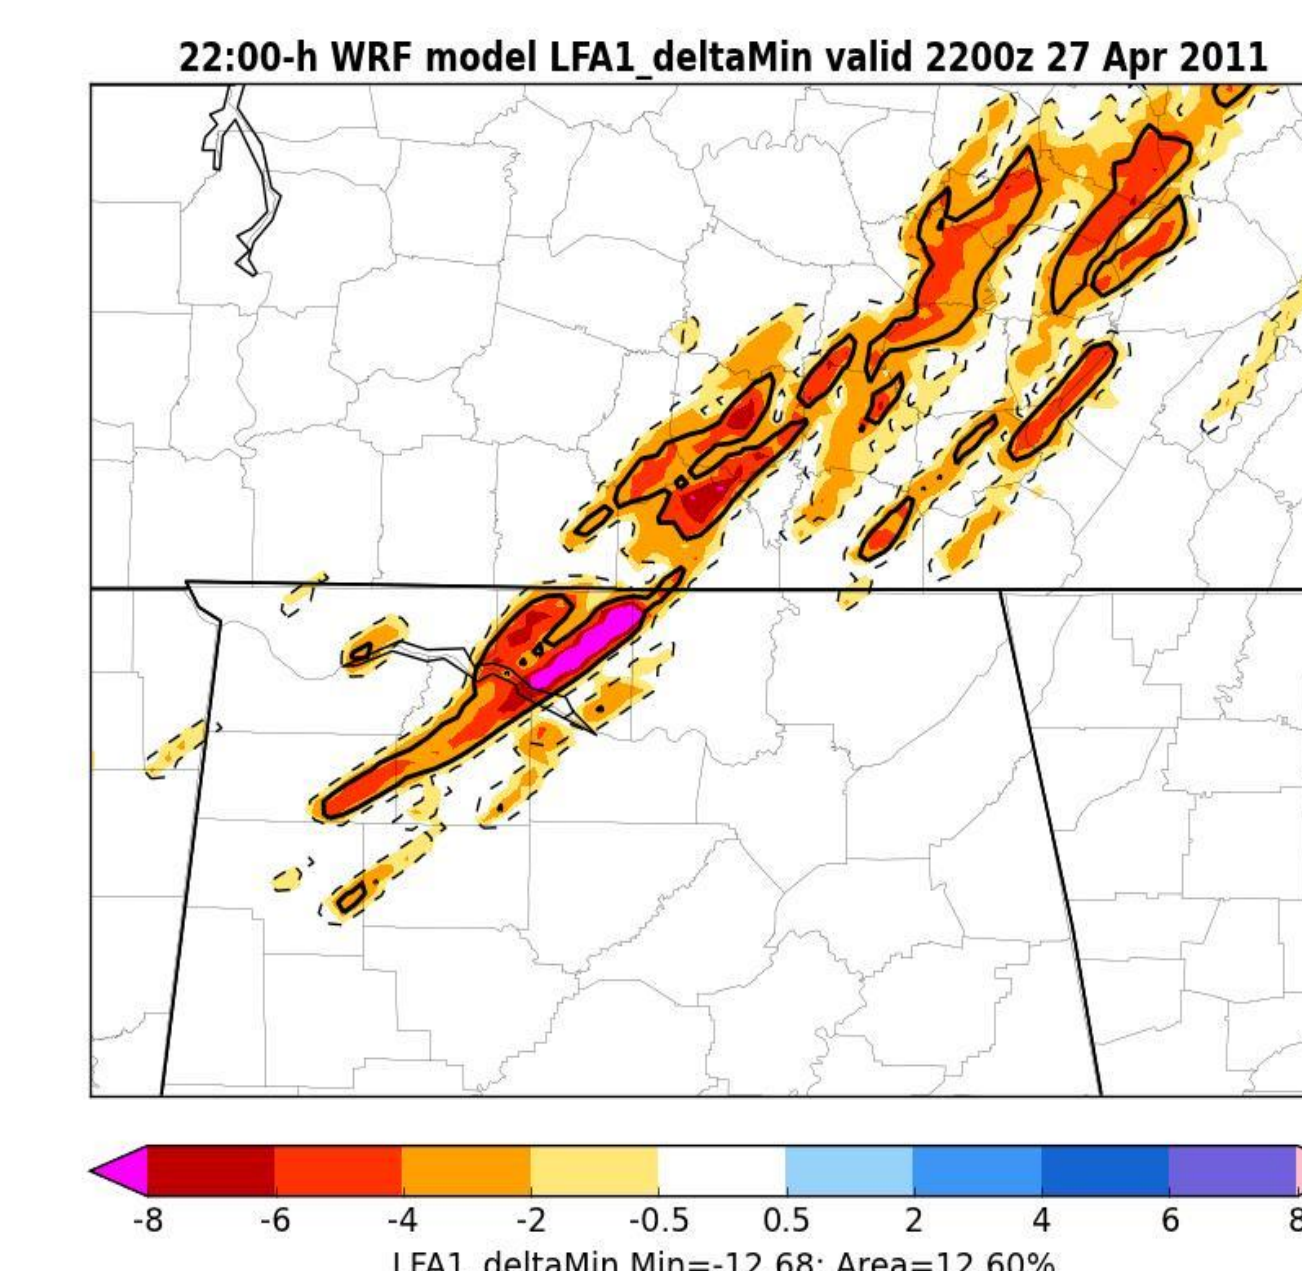 22:00-h WRF model LFA1_deltaMin valid 2200z 27 Apr 2011
-8 -6 -4 -2 -0.5 0.5 2 4 6 8
LFA1_deltaMin Min=-12.68; Area=12.60%